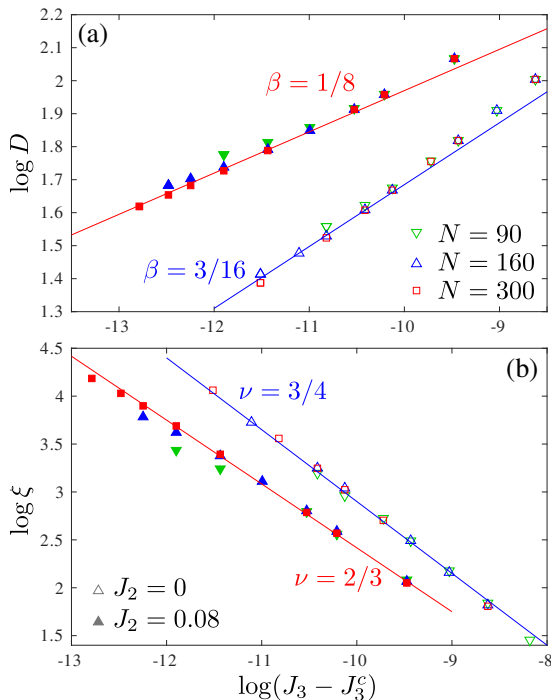 (a)
2.2
2.1
2
1.9
1.8
1.7
1.6
1.5
1.4
1.3
log D
β = 1/8
β = 3/16
N = 90
N = 160
N = 300
-13 -12 -11 -10 -9
(b)
4.5
4
3.5
3
2.5
2
1.5
log ξ
ν = 3/4
ν = 2/3
J₂ = 0
J₂ = 0.08
-13 -12 -11 -10 -9 -8
log(J₃ − J₃ᶜ)